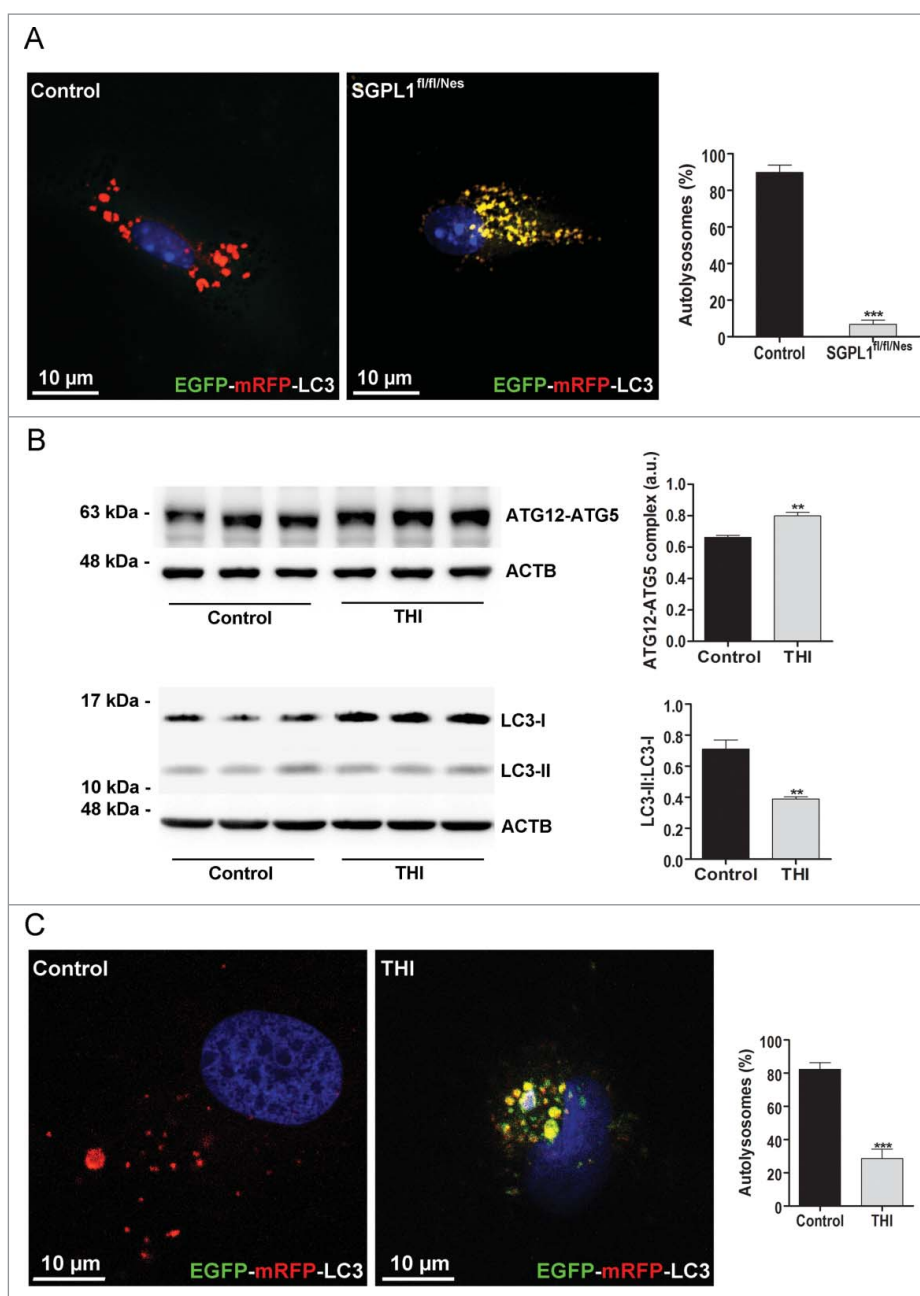 A
Control
SGPL1fl/fl/Nes
10 µm
EGFP-mRFP-LC3
10 µm
EGFP-mRFP-LC3
Autolysosomes (%)
100
80
60
40
20
0
***
Control
SGPL1fl/fl/Nes
B
63 kDa -
ATG12-ATG5
48 kDa -
ACTB
Control
THI
ATG12-ATG5 complex (a.u.)
1.0
0.8
0.6
0.4
0.2
0.0
**
Control
THI
17 kDa -
LC3-I
LC3-II
10 kDa -
48 kDa -
ACTB
Control
THI
LC3-II:LC3-I
1.0
0.8
0.6
0.4
0.2
0.0
**
Control
THI
C
Control
THI
10 µm
EGFP-mRFP-LC3
10 µm
EGFP-mRFP-LC3
Autolysosomes (%)
100
80
60
40
20
0
***
Control
THI